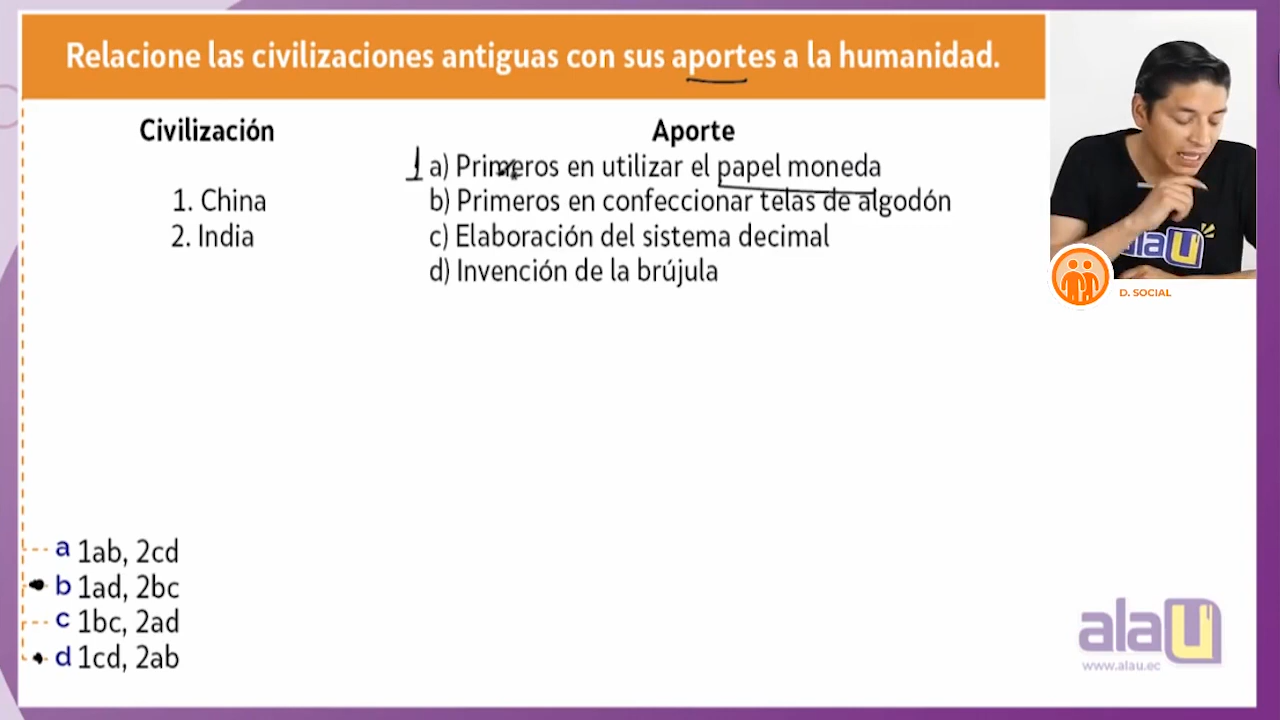 Relacione las civilizaciones antiguas con sus aportes a la humanidad.
Civilización
Aporte
1 a) Primeros en utilizar el papel moneda
1. China
b) Primeros en confeccionar telas de algodón
2. India
c) Elaboración del sistema decimal
d) Invención de la brújula
alaU
D. SOCIAL
a 1ab, 2cd
b 1ad, 2bc
c 1bc, 2ad
d 1cd, 2ab
alaU
www.alau.ec